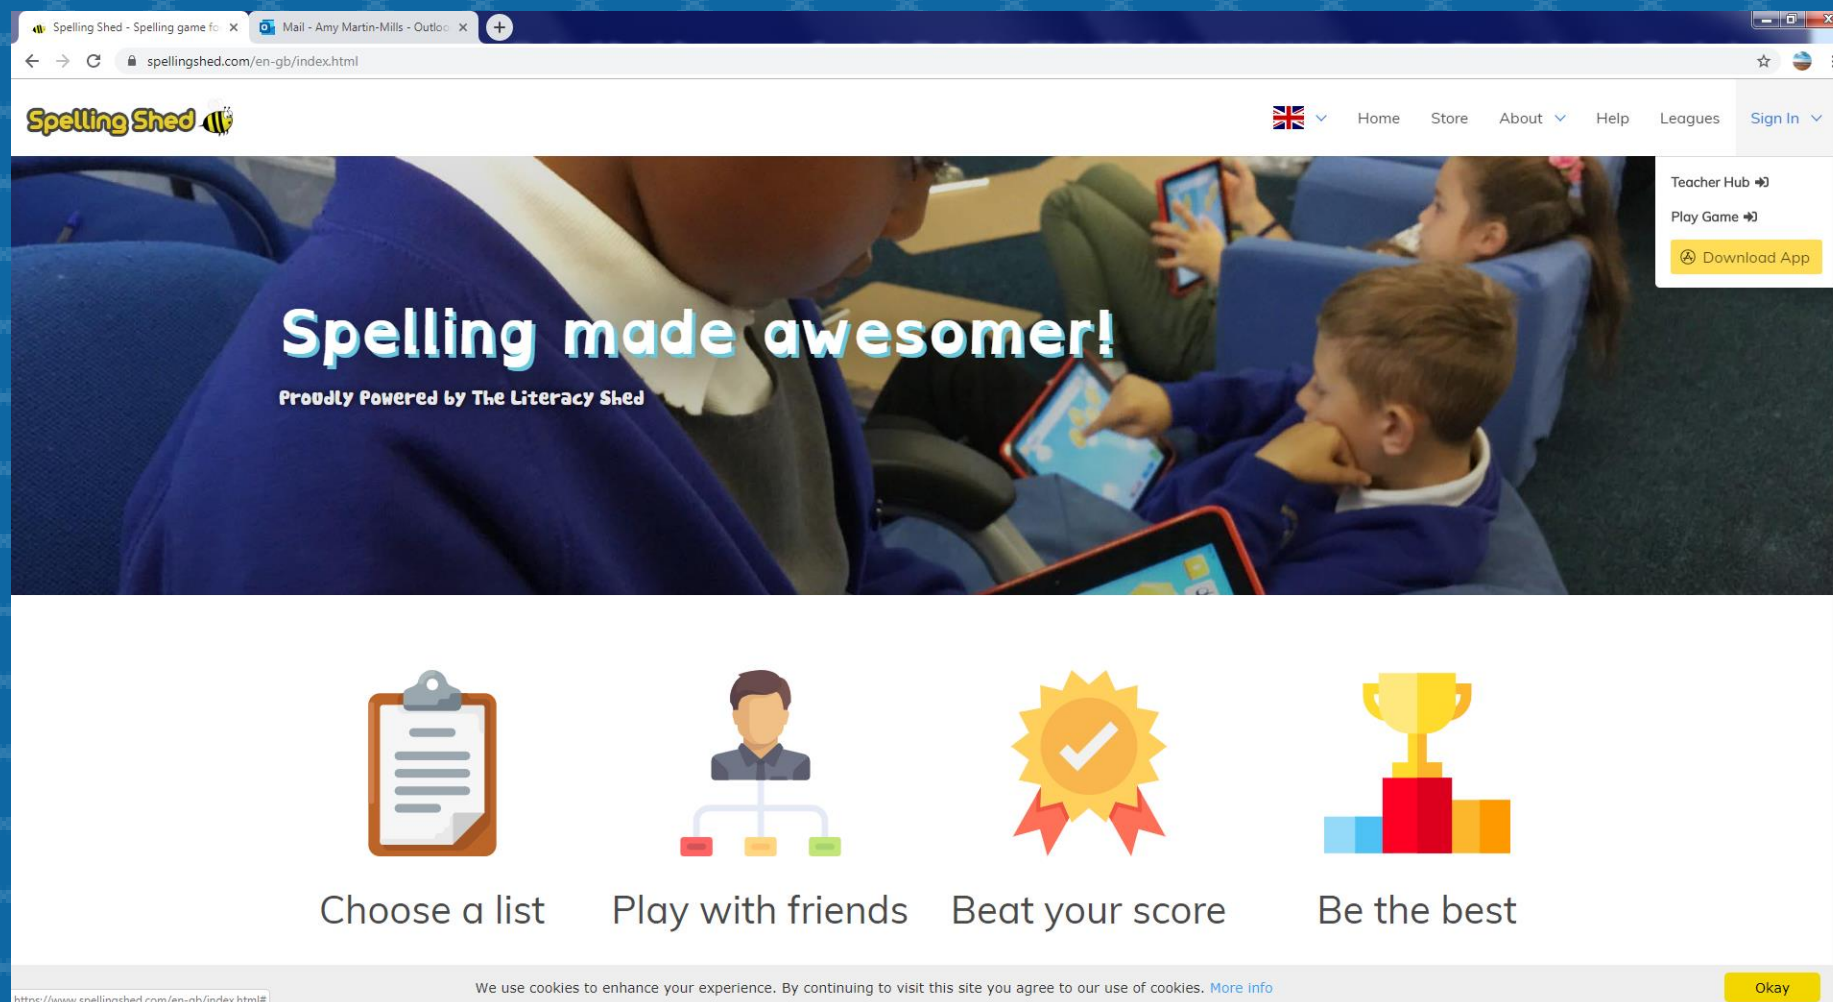 Spelling Shed - Spelling game fo
Mail - Amy Martin-Mills - Outloo
spellingshed.com/en-gb/index.html
Spelling Shed
Home Store About Help Leagues Sign In
Teacher Hub
Play Game
Download App
Spelling made awesomer!
Proudly Powered by The Literacy Shed
Choose a list Play with friends Beat your score Be the best
We use cookies to enhance your experience. By continuing to visit this site you agree to our use of cookies. More info
Okay
https://www.spellingshed.com/en-gb/index.html#